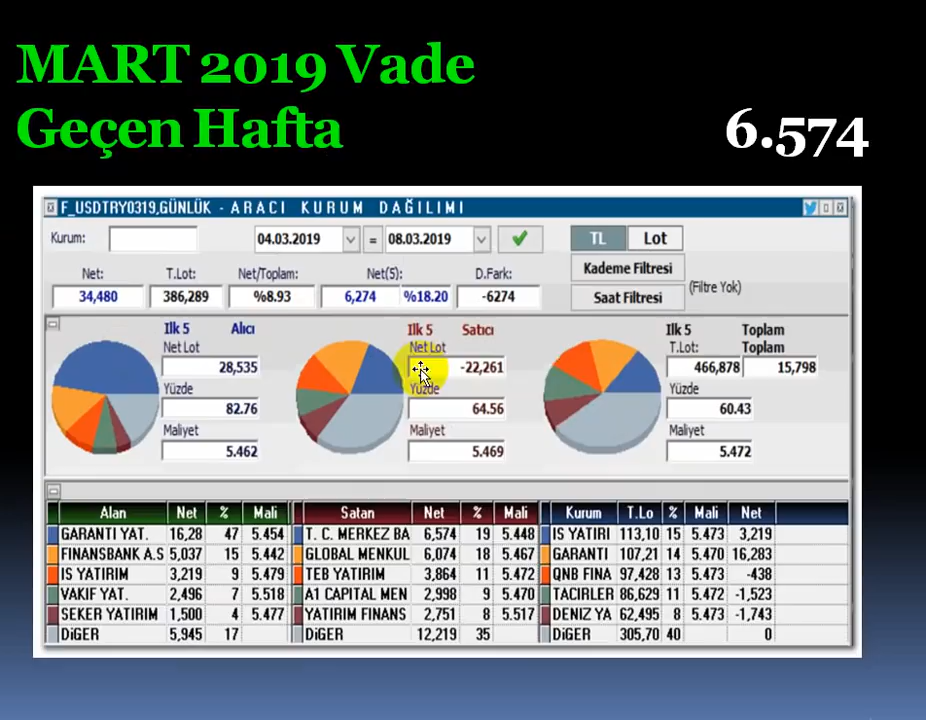 MART 2019 Vade
Geçen Hafta
6.574
F_USDTRY0319,GÜNLÜK - ARACI KURUM DAĞILIMI
Kurum:
04.03.2019 = 08.03.2019
TL Lot
Kademe Filtresi
Saat Filtresi
(Filtre Yok)
Net: T.Lot: Net/Toplam: Net(5): D.Fark:
34,480 386,289 %8.93 6,274 %18.20 -6274
Ilk 5 Alıcı
Net Lot
28,535
Yüzde
82.76
Maliyet
5.462
Ilk 5 Satıcı
Net Lot
-22,261
Yüzde
64.56
Maliyet
5.469
Ilk 5 Toplam
T.Lot: Toplam
466,878 15,798
Yüzde
60.43
Maliyet
5.472
Alan Net % Mali Satan Net % Mali Kurum T.Lo % Mali Net
GARANTI YAT. 16,28 47 5.454 T. C. MERKEZ BA 6,574 19 5.448 IS YATIRI 113,10 15 5.473 3,219
FINANSBANK A.S 5,037 15 5.442 GLOBAL MENKUL 6,074 18 5.467 GARANTI 107,21 14 5.470 16,283
IS YATIRIM 3,219 9 5.479 TEB YATIRIM 3,864 11 5.472 QNB FINA 97,428 13 5.473 -438
VAKIF YAT. 2,496 7 5.518 A1 CAPITAL MEN 2,998 9 5.470 TACIRLER 86,629 11 5.472 -1,523
SEKER YATIRIM 1,500 4 5.477 YATIRIM FINANS 2,751 8 5.517 DENIZ YA 62,495 8 5.473 -1,743
DiGER 5,945 17 DiGER 12,219 35 DiGER 305,70 40 0